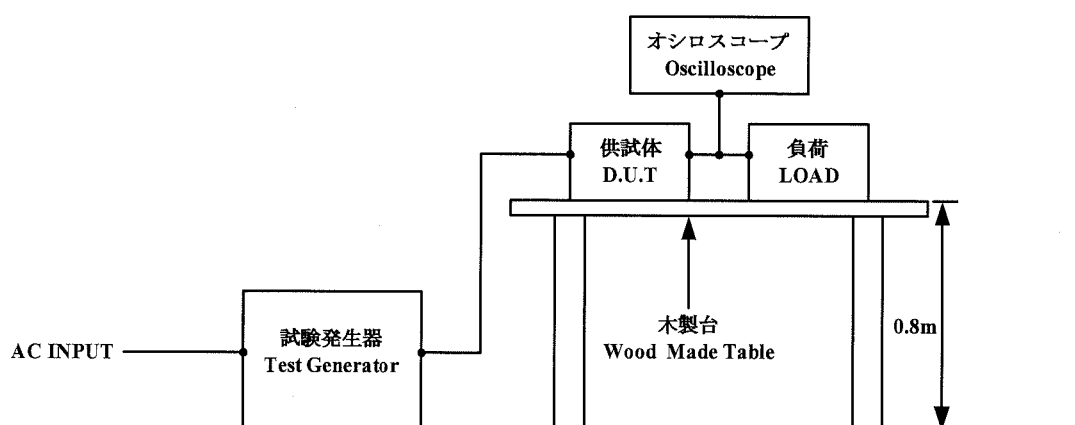 オシロスコープ
Oscilloscope
供試体
D.U.T
負荷
LOAD
試験発生器
Test Generator
AC INPUT
木製台
Wood Made Table
0.8m